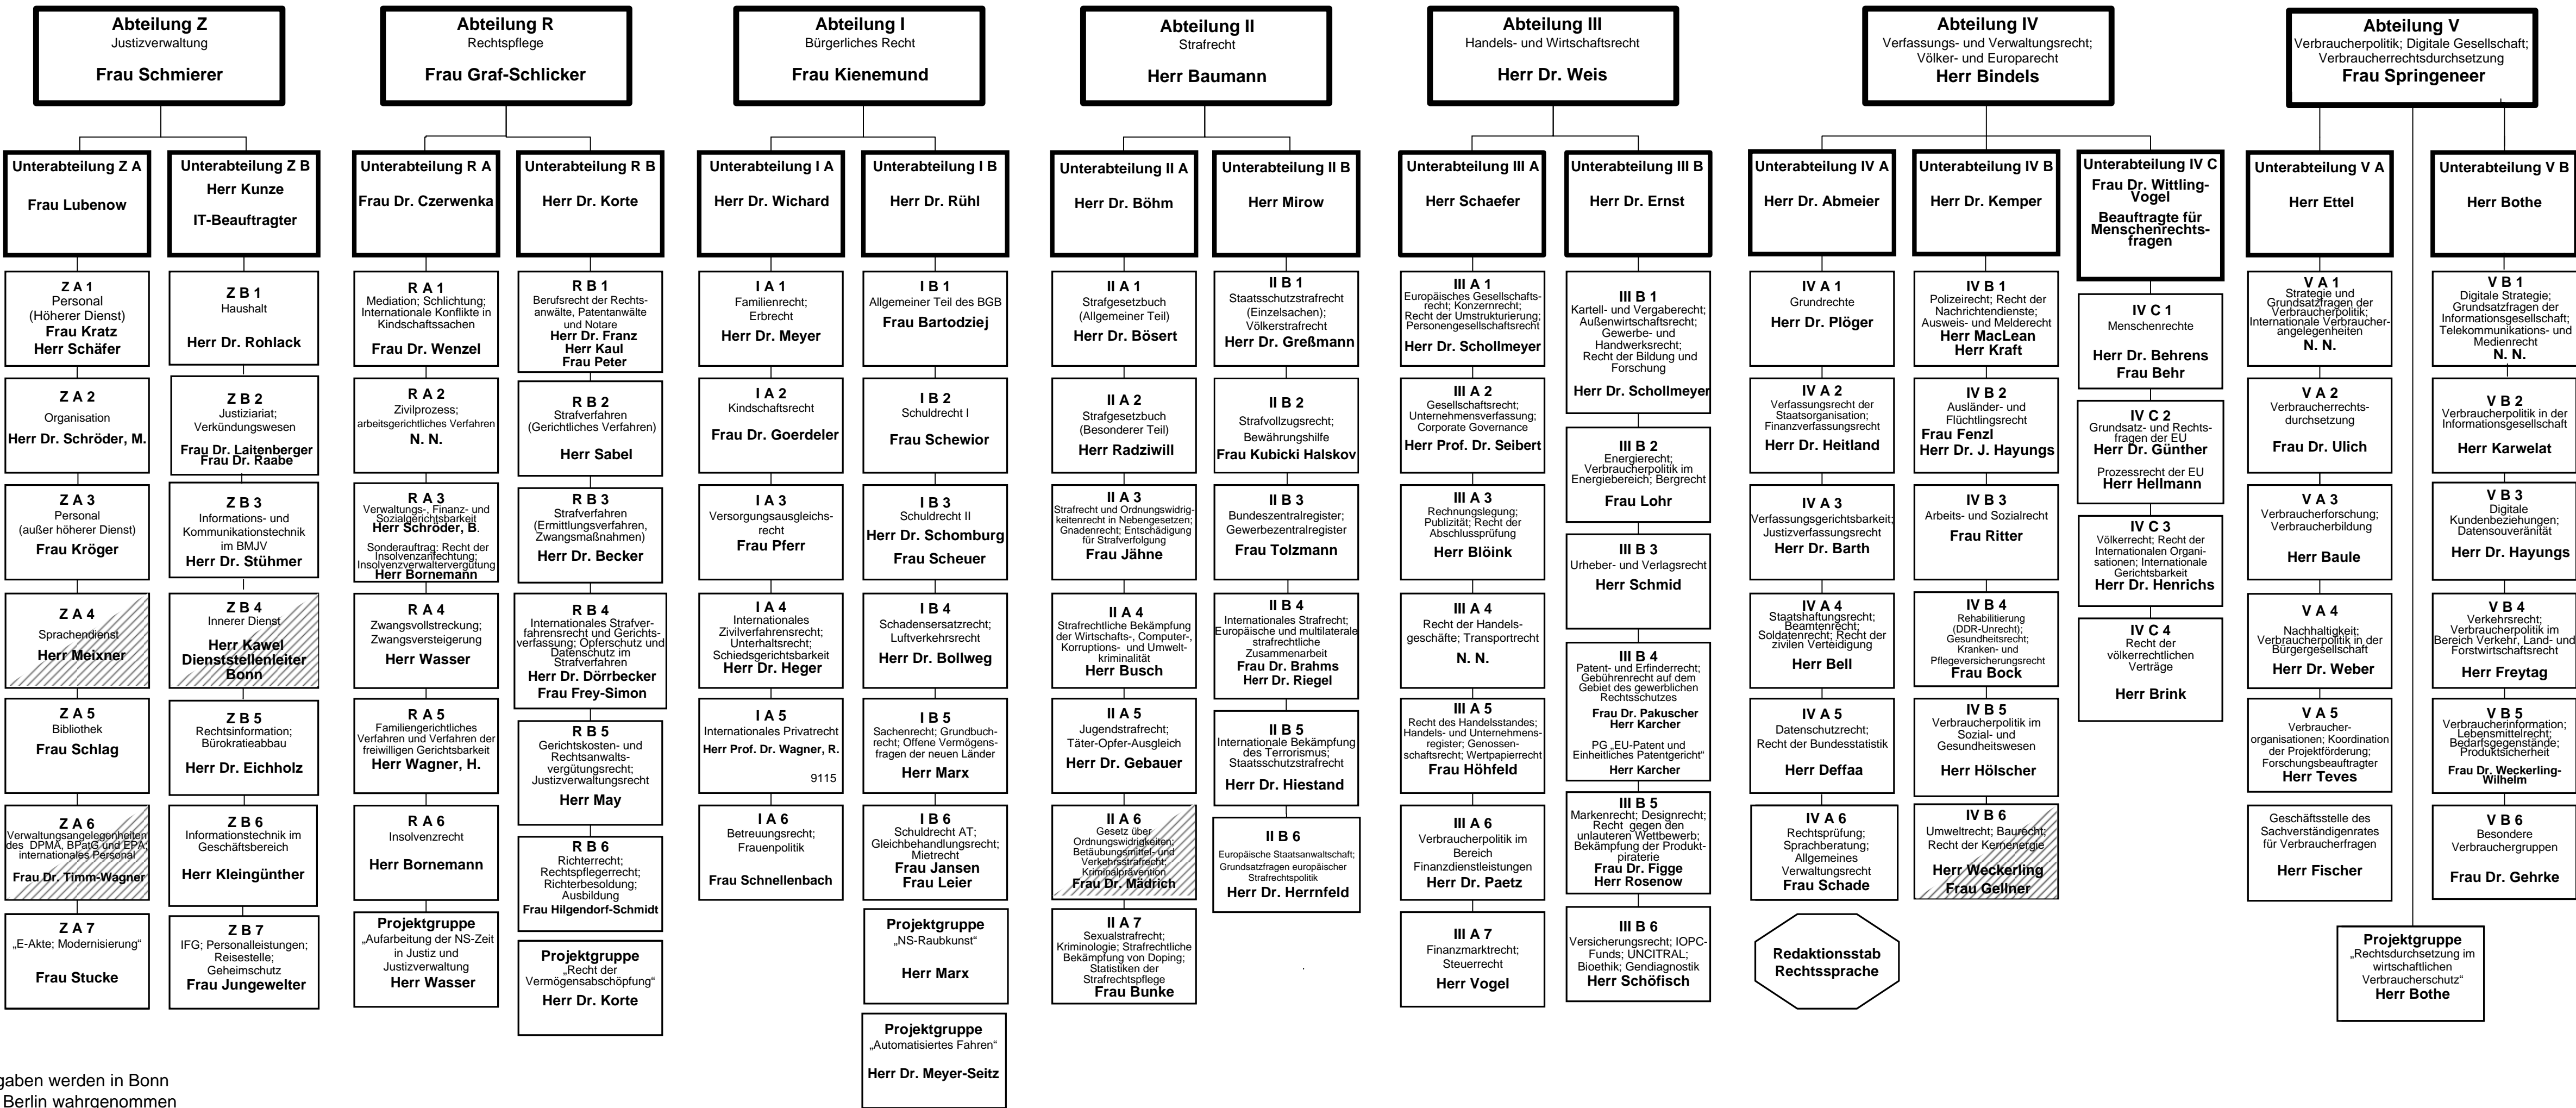 Abteilung Z
Justizverwaltung
Frau Schmierer
Abteilung R
Rechtspflege
Frau Graf-Schlicker
Abteilung I
Bürgerliches Recht
Frau Kienemund
Abteilung II
Strafrecht
Herr Baumann
Abteilung III
Handels- und Wirtschaftsrecht
Herr Dr. Weis
Abteilung IV
Verfassungs- und Verwaltungsrecht;
Völker- und Europarecht
Herr Bindels
Abteilung V
Verbraucherpolitik; Digitale Gesellschaft;
Verbraucherrechtsdurchsetzung
Frau Springeneer
Unterabteilung Z A
Frau Lubenow
Z A 1
Personal
(Höherer Dienst)
Frau Kratz
Herr Schäfer
Z A 2
Organisation
Herr Dr. Schröder, M.
Z A 3
Personal
(außer höherer Dienst)
Frau Kröger
Z A 4
Sprachendienst
Herr Meixner
Z A 5
Bibliothek
Frau Schlag
Z A 6
Verwaltungsangelegenheiten
des DPMA, BPatG und EPA;
internationales Personal
Frau Dr. Timm-Wagner
Z A 7
„E-Akte; Modernisierung“
Frau Stucke
Unterabteilung Z B
Herr Kunze
IT-Beauftragter
Z B 1
Haushalt
Herr Dr. Rohlack
Z B 2
Justiziariat;
Verkündungswesen
Frau Dr. Laitenberger
Frau Dr. Raabe
Z B 3
Informations- und
Kommunikationstechnik
im BMJV
Herr Dr. Stühmer
Z B 4
Innerer Dienst
Herr Kawel
Dienststellenleiter
Bonn
Z B 5
Rechtsinformation;
Bürokratieabbau
Herr Dr. Eichholz
Z B 6
Informationstechnik im
Geschäftsbereich
Herr Kleingünther
Z B 7
IFG; Personalleistungen;
Reisestelle;
Geheimschutz
Frau Jungewelter
Unterabteilung R A
Frau Dr. Czerwenka
R A 1
Mediation; Schlichtung;
Internationale Konflikte in
Kindschaftssachen
Frau Dr. Wenzel
R A 2
Zivilprozess;
arbeitsgerichtliches Verfahren
N. N.
R A 3
Verwaltungs-, Finanz- und
Sozialgerichtsbarkeit
Herr Schröder, B.
Sonderauftrag: Recht der
Insolvenzanfechtung;
Insolvenzverwaltervergütung
Herr Bornemann
R A 4
Zwangsvollstreckung;
Zwangsversteigerung
Herr Wasser
R A 5
Familiengerichtliches
Verfahren und Verfahren der
freiwilligen Gerichtsbarkeit
Herr Wagner, H.
R A 6
Insolvenzrecht
Herr Bornemann
Projektgruppe
„Aufarbeitung der NS-Zeit
in Justiz und
Justizverwaltung
Herr Wasser
Unterabteilung R B
Herr Dr. Korte
R B 1
Berufsrecht der Rechts-
anwälte, Patentanwälte
und Notare
Herr Dr. Franz
Herr Kaul
Frau Peter
R B 2
Strafverfahren
(Gerichtliches Verfahren)
Herr Sabel
R B 3
Strafverfahren
(Ermittlungsverfahren,
Zwangsmaßnahmen)
Herr Dr. Becker
R B 4
Internationales Strafver-
fahrensrecht und Gerichts-
verfassung; Opferschutz und
Datenschutz im
Strafverfahren
Herr Dr. Dörrbecker
Frau Frey-Simon
R B 5
Gerichtskosten- und
Rechtsanwalts-
vergütungsrecht;
Justizverwaltungsrecht
Herr May
R B 6
Richterrecht;
Rechtspflegerrecht;
Richterbesoldung;
Ausbildung
Frau Hilgendorf-Schmidt
Projektgruppe
„Recht der
Vermögensabschöpfung“
Herr Dr. Korte
Unterabteilung I A
Herr Dr. Wichard
I A 1
Familienrecht;
Erbrecht
Herr Dr. Meyer
I A 2
Kindschaftsrecht
Frau Dr. Goerdeler
I A 3
Versorgungsausgleichs-
recht
Frau Pferr
I A 4
Internationales
Zivilverfahrensrecht;
Unterhaltsrecht;
Schiedsgerichtsbarkeit
Herr Dr. Heger
I A 5
Internationales Privatrecht
Herr Prof. Dr. Wagner, R.
9115
I A 6
Betreuungsrecht;
Frauenpolitik
Frau Schnellenbach
Unterabteilung I B
Herr Dr. Rühl
I B 1
Allgemeiner Teil des BGB
Frau Bartodziej
I B 2
Schuldrecht I
Frau Schewior
I B 3
Schuldrecht II
Herr Dr. Schomburg
Frau Scheuer
I B 4
Schadensersatzrecht;
Luftverkehrsrecht
Herr Dr. Bollweg
I B 5
Sachenrecht; Grundbuch-
recht; Offene Vermögens-
fragen der neuen Länder
Herr Marx
I B 6
Schuldrecht AT;
Gleichbehandlungsrecht;
Mietrecht
Frau Jansen
Frau Leier
Projektgruppe
„NS-Raubkunst“
Herr Marx
Projektgruppe
„Automatisiertes Fahren“
Herr Dr. Meyer-Seitz
Unterabteilung II A
Herr Dr. Böhm
II A 1
Strafgesetzbuch
(Allgemeiner Teil)
Herr Dr. Bösert
II A 2
Strafgesetzbuch
(Besonderer Teil)
Herr Radziwill
II A 3
Strafrecht und Ordnungswidrig-
keitenrecht in Nebengesetzen;
Gnadenrecht; Entschädigung
für Strafverfolgung
Frau Jähne
II A 4
Strafrechtliche Bekämpfung
der Wirtschafts-, Computer-,
Korruptions- und Umwelt-
kriminalität
Herr Busch
II A 5
Jugendstrafrecht;
Täter-Opfer-Ausgleich
Herr Dr. Gebauer
II A 6
Gesetz über
Ordnungswidrigkeiten;
Betäubungsmittel- und
Verkehrsstrafrecht;
Kriminalprävention
Frau Dr. Mädrich
II A 7
Sexualstrafrecht;
Kriminologie; Strafrechtliche
Bekämpfung von Doping;
Statistiken der
Strafrechtspflege
Frau Bunke
Unterabteilung II B
Herr Mirow
II B 1
Staatsschutzstrafrecht
(Einzelsachen);
Völkerstrafrecht
Herr Dr. Greßmann
II B 2
Strafvollzugsrecht;
Bewährungshilfe
Frau Kubicki Halskov
II B 3
Bundeszentralregister;
Gewerbezentralregister
Frau Tolzmann
II B 4
Internationales Strafrecht;
Europäische und multilaterale
strafrechtliche
Zusammenarbeit
Frau Dr. Brahms
Herr Dr. Riegel
II B 5
Internationale Bekämpfung
des Terrorismus;
Staatsschutzstrafrecht
Herr Dr. Hiestand
II B 6
Europäische Staatsanwaltschaft;
Grundsatzfragen europäischer
Strafrechtspolitik
Herr Dr. Herrnfeld
Unterabteilung III A
Herr Schaefer
III A 1
Europäisches Gesellschafts-
recht; Konzernrecht;
Recht der Umstrukturierung;
Personengesellschaftsrecht
Herr Dr. Schollmeyer
III A 2
Gesellschaftsrecht;
Unternehmensverfassung;
Corporate Governance
Herr Prof. Dr. Seibert
III A 3
Rechnungslegung;
Publizität; Recht der
Abschlussprüfung
Herr Blöink
III A 4
Recht der Handels-
geschäfte; Transportrecht
N. N.
III A 5
Recht des Handelsstandes;
Handels- und Unternehmens-
register; Genossen-
schaftsrecht; Wertpapierrecht
Frau Höhfeld
III A 6
Verbraucherpolitik im
Bereich
Finanzdienstleistungen
Herr Dr. Paetz
III A 7
Finanzmarktrecht;
Steuerrecht
Herr Vogel
Unterabteilung III B
Herr Dr. Ernst
III B 1
Kartell- und Vergaberecht;
Außenwirtschaftsrecht;
Gewerbe- und
Handwerksrecht;
Recht der Bildung und
Forschung
Herr Dr. Schollmeyer
III B 2
Energierecht;
Verbraucherpolitik im
Energiebereich; Bergrecht
Frau Lohr
III B 3
Urheber- und Verlagsrecht
Herr Schmid
III B 4
Patent- und Erfinderrecht;
Gebührenrecht auf dem
Gebiet des gewerblichen
Rechtsschutzes
Frau Dr. Pakuscher
Herr Karcher
PG „EU-Patent und
Einheitliches Patentgericht“
Herr Karcher
III B 5
Markenrecht; Designrecht;
Recht gegen den
unlauteren Wettbewerb;
Bekämpfung der Produkt-
piraterie
Frau Dr. Figge
Herr Rosenow
III B 6
Versicherungsrecht; IOPC-
Funds; UNCITRAL;
Bioethik; Gendiagnostik
Herr Schöfisch
Unterabteilung IV A
Herr Dr. Abmeier
IV A 1
Grundrechte
Herr Dr. Plöger
IV A 2
Verfassungsrecht der
Staatsorganisation;
Finanzverfassungsrecht
Herr Dr. Heitland
IV A 3
Verfassungsgerichtsbarkeit;
Justizverfassungsrecht
Herr Dr. Barth
IV A 4
Staatshaftungsrecht;
Beamtenrecht;
Soldatenrecht; Recht der
zivilen Verteidigung
Herr Bell
IV A 5
Datenschutzrecht;
Recht der Bundesstatistik
Herr Deffaa
IV A 6
Rechtsprüfung;
Sprachberatung;
Allgemeines
Verwaltungsrecht
Frau Schade
Redaktionsstab
Rechtssprache
Unterabteilung IV B
Herr Dr. Kemper
IV B 1
Polizeirecht; Recht der
Nachrichtendienste;
Ausweis- und Melderecht
Herr MacLean
Herr Kraft
IV B 2
Ausländer- und
Flüchtlingsrecht
Frau Fenzl
Herr Dr. J. Hayungs
IV B 3
Arbeits- und Sozialrecht
Frau Ritter
IV B 4
Rehabilitierung
(DDR-Unrecht);
Gesundheitsrecht;
Kranken- und
Pflegeversicherungsrecht
Frau Bock
IV B 5
Verbraucherpolitik im
Sozial- und
Gesundheitswesen
Herr Hölscher
IV B 6
Umweltrecht; Baurecht;
Recht der Kernenergie
Herr Weckerling
Frau Gellner
Unterabteilung IV C
Frau Dr. Wittling-
Vogel
Beauftragte für
Menschenrechts-
fragen
IV C 1
Menschenrechte
Herr Dr. Behrens
Frau Behr
IV C 2
Grundsatz- und Rechts-
fragen der EU
Herr Dr. Günther
Prozessrecht der EU
Herr Hellmann
IV C 3
Völkerrecht; Recht der
Internationalen Organi-
sationen; Internationale
Gerichtsbarkeit
Herr Dr. Henrichs
IV C 4
Recht der
völkerrechtlichen
Verträge
Herr Brink
Unterabteilung V A
Herr Ettel
V A 1
Strategie und
Grundsatzfragen der
Verbraucherpolitik;
Internationale Verbraucher-
angelegenheiten
N. N.
V A 2
Verbraucherrechts-
durchsetzung
Frau Dr. Ulich
V A 3
Verbraucherforschung;
Verbraucherbildung
Herr Baule
V A 4
Nachhaltigkeit;
Verbraucherpolitik in der
Bürgergesellschaft
Herr Dr. Weber
V A 5
Verbraucher-
organisationen; Koordination
der Projektförderung;
Forschungsbeauftragter
Herr Teves
Geschäftsstelle des
Sachverständigenrates
für Verbraucherfragen
Herr Fischer
Unterabteilung V B
Herr Bothe
V B 1
Digitale Strategie;
Grundsatzfragen der
Informationsgesellschaft;
Telekommunikations- und
Medienrecht
N. N.
V B 2
Verbraucherpolitik in der
Informationsgesellschaft
Herr Karwelat
V B 3
Digitale
Kundenbeziehungen;
Datensouveränität
Herr Dr. Hayungs
V B 4
Verkehrsrecht;
Verbraucherpolitik im
Bereich Verkehr, Land- und
Forstwirtschaftsrecht
Herr Freytag
V B 5
Verbraucherinformation;
Lebensmittelrecht;
Bedarfsgegenstände;
Produktsicherheit
Frau Dr. Weckerling-
Wilhelm
V B 6
Besondere
Verbrauchergruppen
Frau Dr. Gehrke
Projektgruppe
„Rechtsdurchsetzung im
wirtschaftlichen
Verbraucherschutz“
Herr Bothe
gaben werden in Bonn
Berlin wahrgenommen